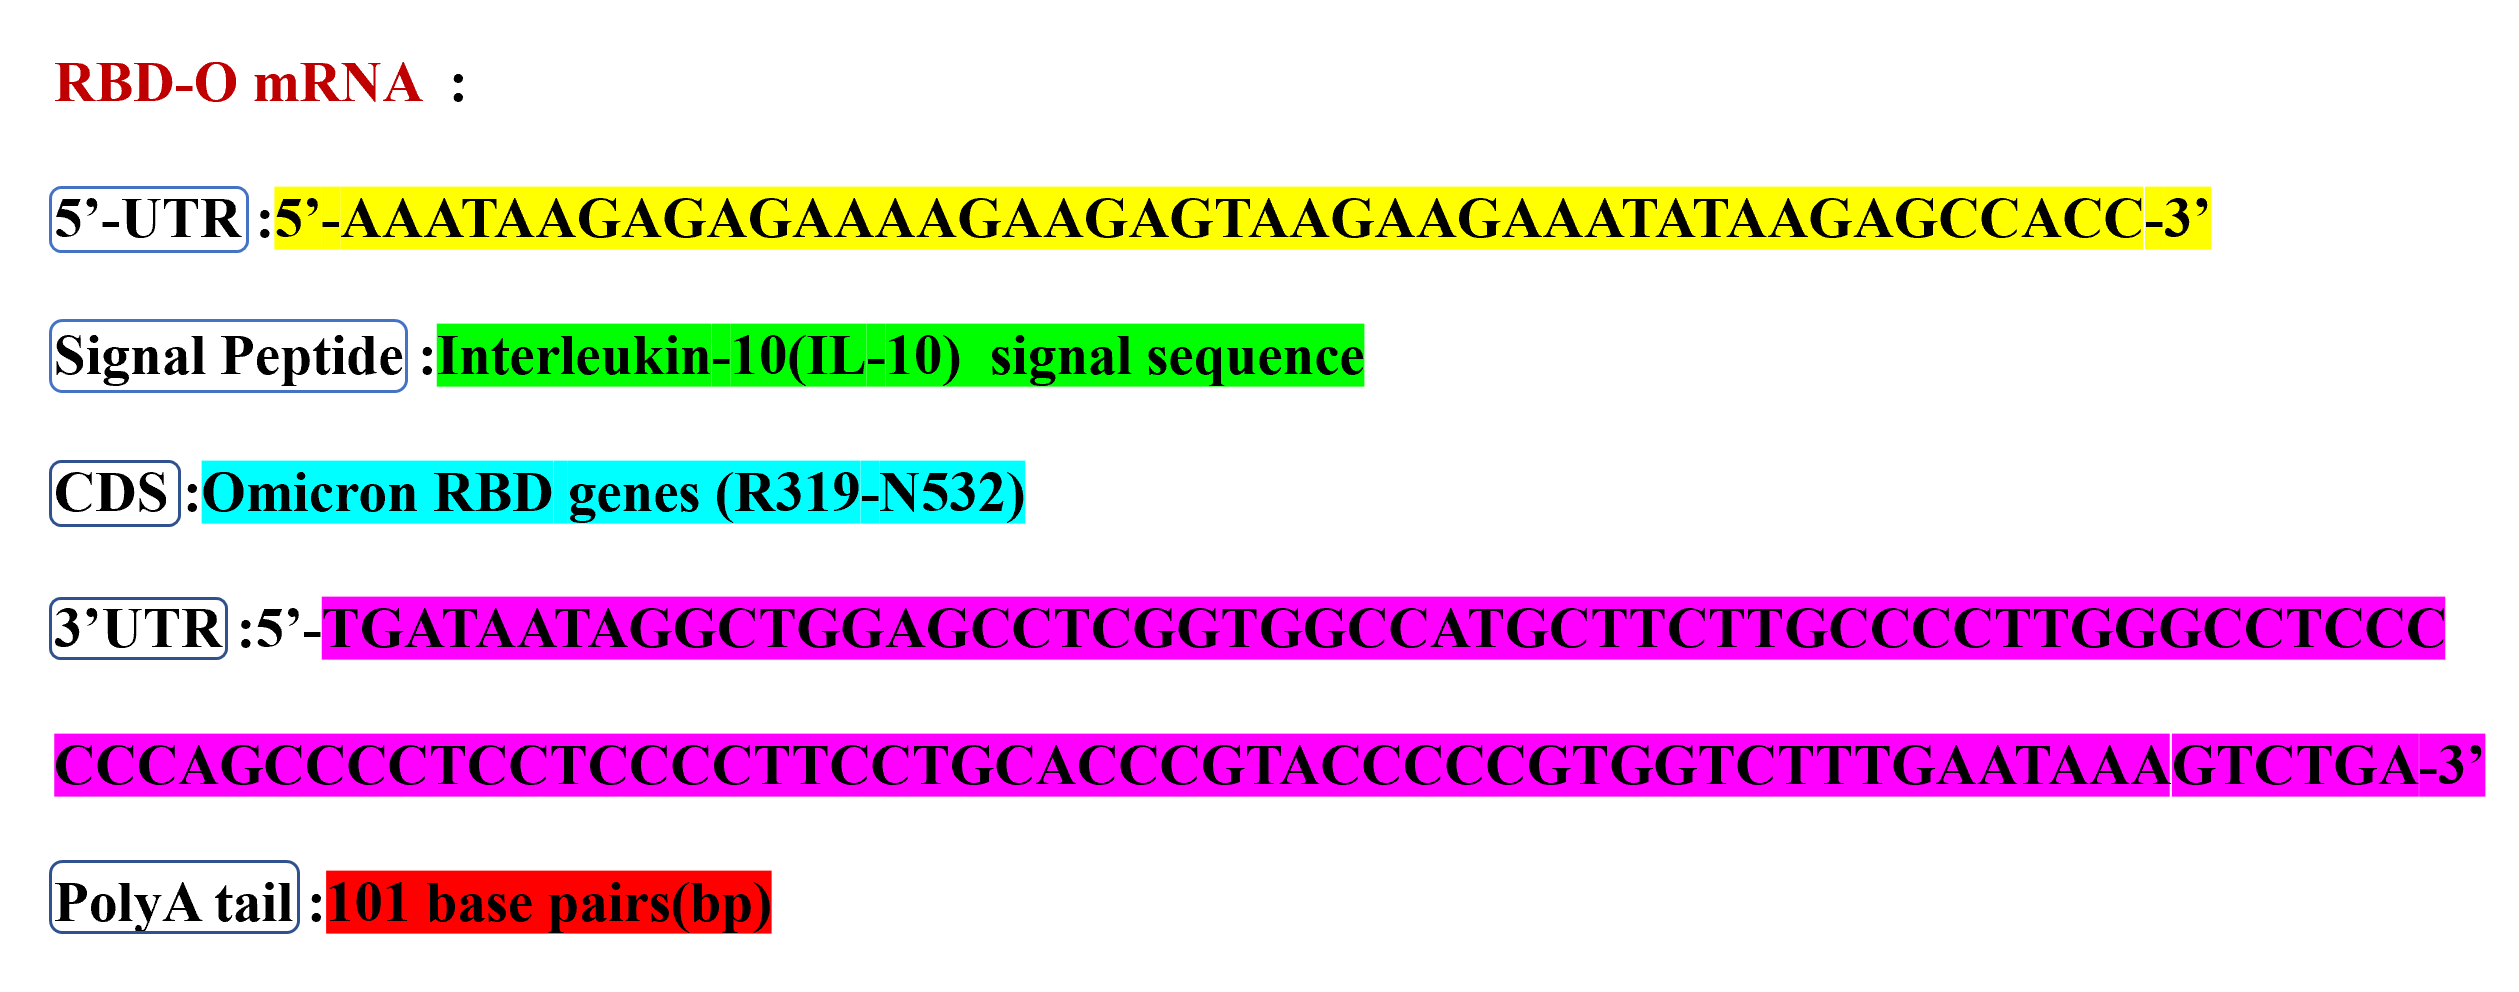 RBD-O mRNA :
5’-UTR :5’-AAATAAGAGAGAAAAGAAGAGTAAGAAGAAATATAAGAGCCACC-3’
Signal Peptide :Interleukin-10(IL-10) signal sequence
CDS :Omicron RBD genes (R319-N532)
3’UTR :5’-TGATAATAGGCTGGAGCCTCGGTGGCCATGCTTCTTGCCCCTTGGGCCTCCC
CCCAGCCCCTCCTCCCCTTCCTGCACCCGTACCCCCGTGGTCTTTGAATAAAGTCTGA-3’
PolyA tail :101 base pairs(bp)